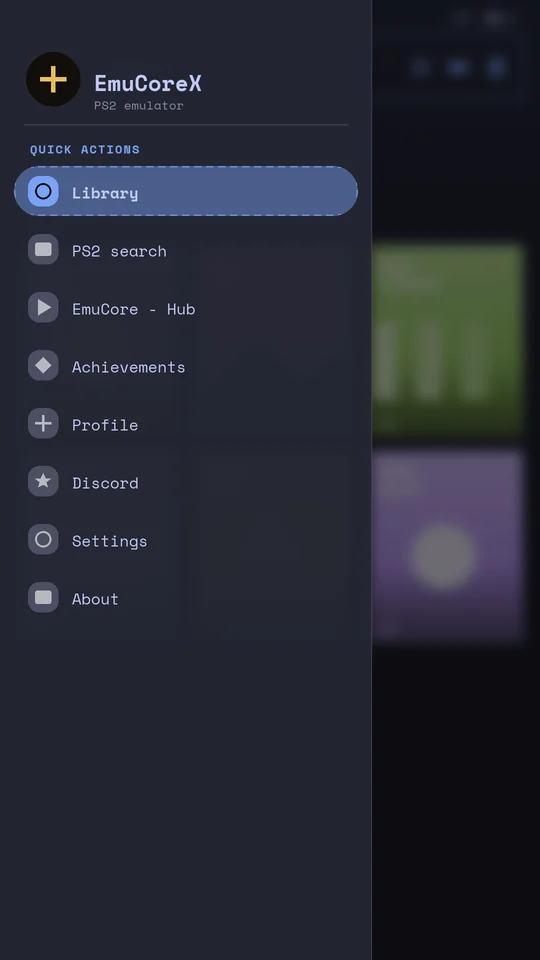 EmuCoreX
PS2 emulator
QUICK ACTIONS
Library
PS2 search
EmuCore - Hub
Achievements
Profile
Discord
Settings
About